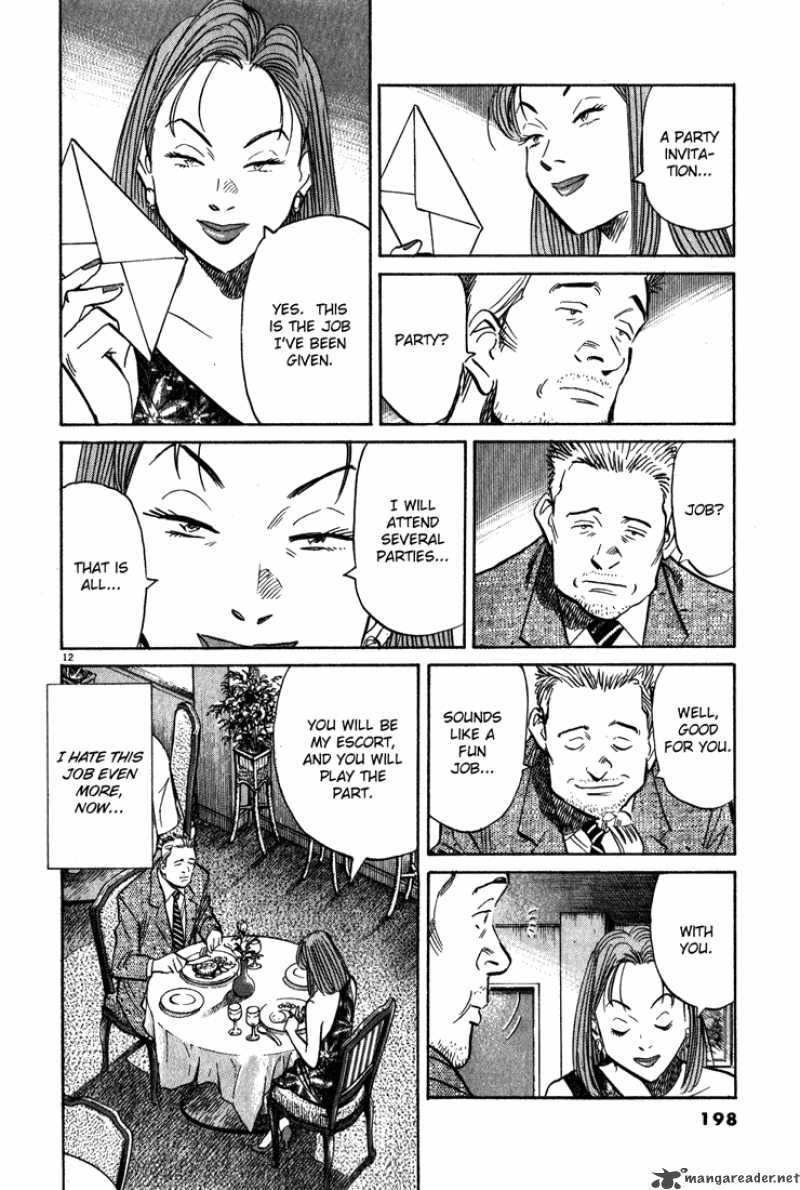 A PARTY
INVITA-
TION...
YES. THIS
IS THE JOB
I'VE BEEN
GIVEN.
PARTY?
JOB?
I WILL
ATTEND
SEVERAL
PARTIES...
THAT IS
ALL...
12
WELL,
GOOD
FOR YOU.
SOUNDS
LIKE A
FUN
JOB...
WITH
YOU.
YOU WILL BE
MY ESCORT,
AND YOU WILL
PLAY THE
PART.
I HATE THIS
JOB EVEN
MORE,
NOW...
198
mangareader.net